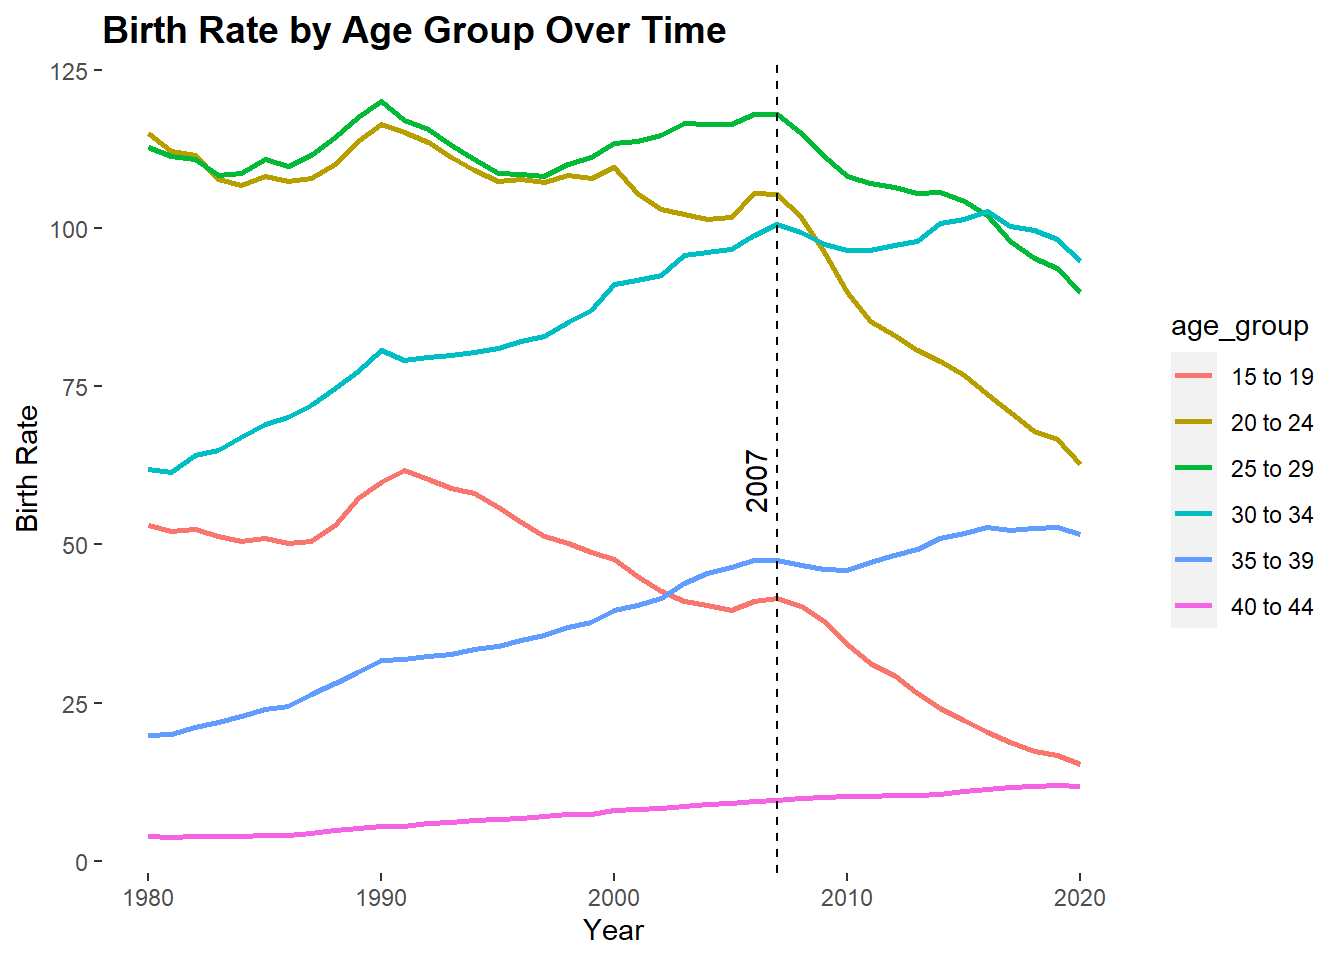 Birth Rate by Age Group Over Time
125
100
75
50
25
0
Birth Rate
2007
1980
1990
2000
2010
2020
Year
age_group
15 to 19
20 to 24
25 to 29
30 to 34
35 to 39
40 to 44